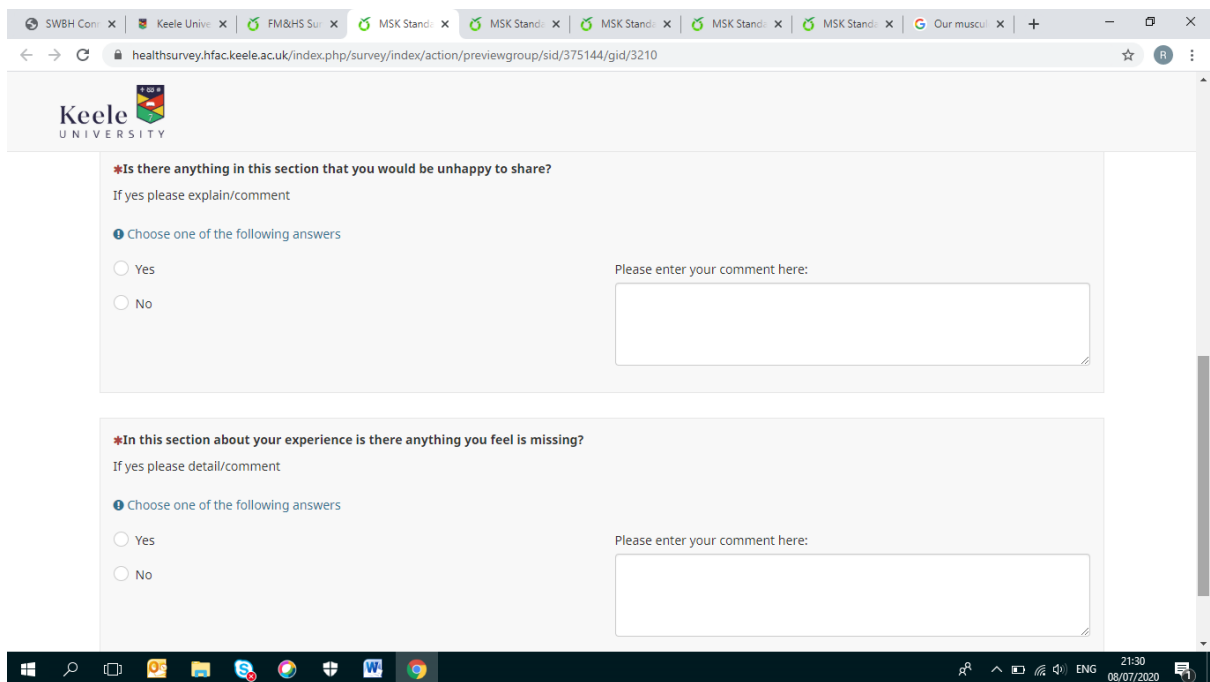 SWBH Con
Keele Unive
FM&HS Sur
MSK Standa
MSK Standa
MSK Standa
MSK Standa
MSK Standa
G Our muscul
healthsurvey.hfac.keele.ac.uk/index.php/survey/index/action/previewgroup/sid/375144/gid/3210
R
Keele
UNIVERSITY
*Is there anything in this section that you would be unhappy to share?
If yes please explain/comment
Choose one of the following answers
Yes
Please enter your comment here:
No
*In this section about your experience is there anything you feel is missing?
If yes please detail/comment
Choose one of the following answers
Yes
Please enter your comment here:
No
ENG
21:30
08/07/2020